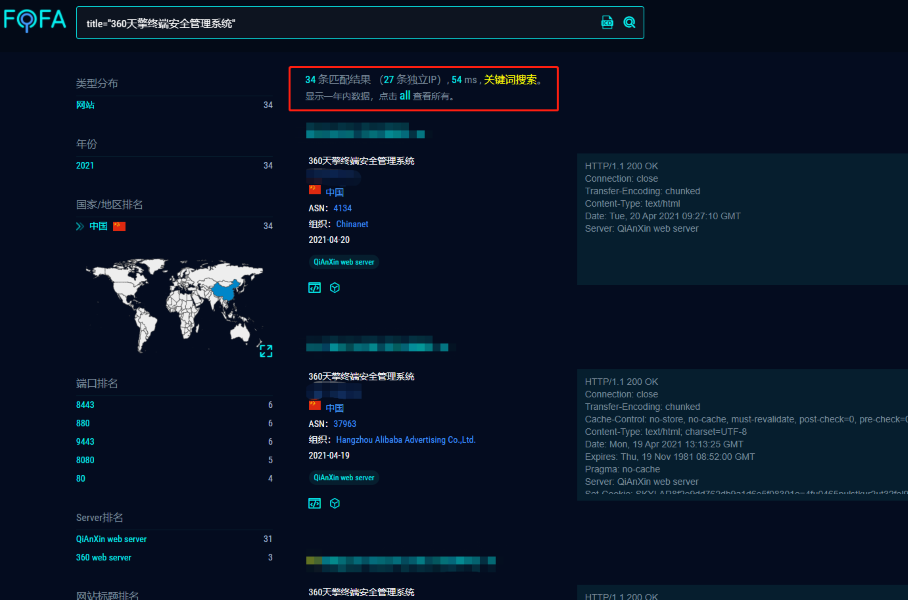 FOFA
title="360天擎终端安全管理系统"
类型分布
网站 34
年份
2021 34
国家/地区排名
中国 34
端口排名
8443 6
880 6
9443 6
8080 5
80 4
Server排名
QiAnXin web server 31
360 web server 3
网站标题排名
34 条匹配结果 （27 条独立IP）, 54 ms , 关键词搜索。
显示一年内数据，点击 all 查看所有。
360天擎终端安全管理系统
中国
ASN: 4134
组织: Chinanet
2021-04-20
QiAnXin web server
HTTP/1.1 200 OK
Connection: close
Transfer-Encoding: chunked
Content-Type: text/html
Date: Tue, 20 Apr 2021 09:27:10 GMT
Server: QiAnXin web server
360天擎终端安全管理系统
中国
ASN: 37963
组织: Hangzhou Alibaba Advertising Co.,Ltd.
2021-04-19
QiAnXin web server
HTTP/1.1 200 OK
Connection: close
Transfer-Encoding: chunked
Cache-Control: no-store, no-cache, must-revalidate, post-check=0, pre-check=0
Content-Type: text/html; charset=UTF-8
Date: Mon, 19 Apr 2021 13:13:25 GMT
Expires: Thu, 19 Nov 1981 08:52:00 GMT
Pragma: no-cache
Server: QiAnXin web server
360天擎终端安全管理系统
HTTP/1.1 200 OK